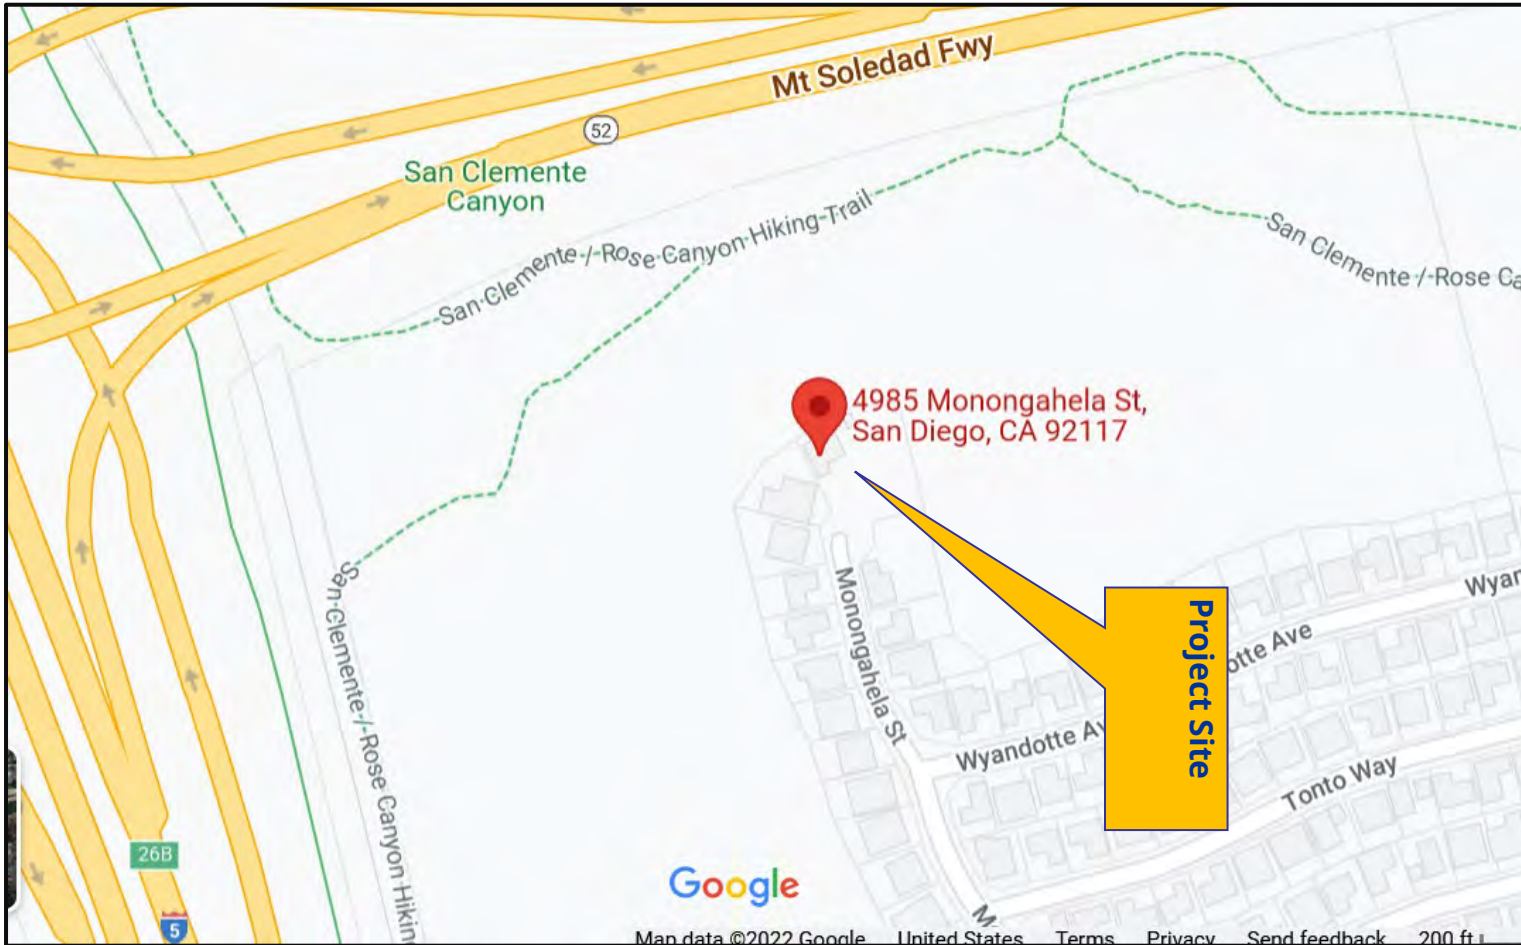 Mt Soledad Fwy
52
San Clemente
Canyon
San Clemente / Rose Canyon Hiking Trail
San Clemente / Rose Ca
4985 Monongahela St,
San Diego, CA 92117
San Clemente / Rose Canyon Hikin
Monongahela St
Project Site
Wyan
otte Ave
Wyandotte Av
Tonto Way
26B
5
M
Google
Map data ©2022 Google United States Terms Privacy Send feedback 200 ft